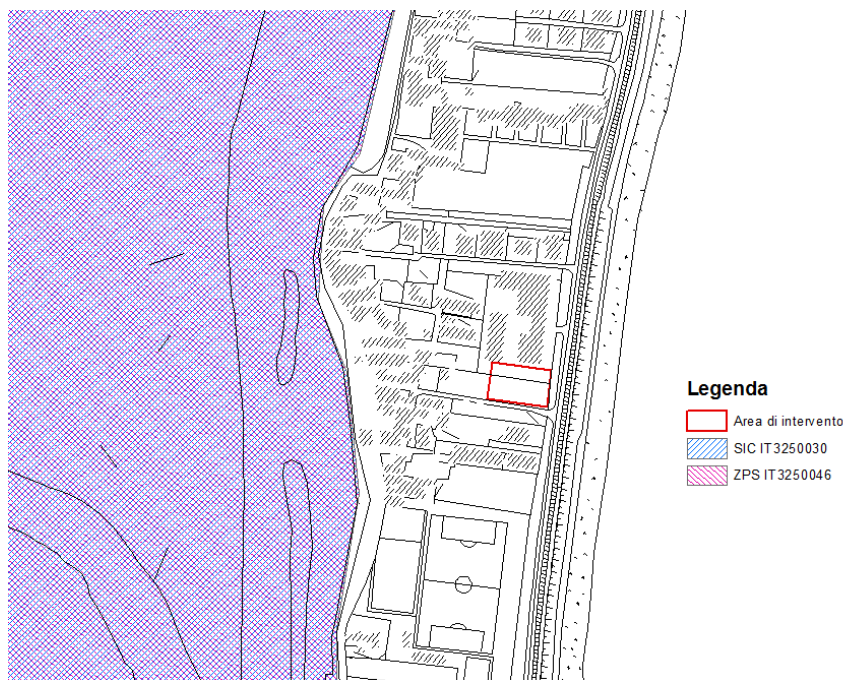 Legenda
Area di intervento
SIC IT3250030
ZPS IT3250046